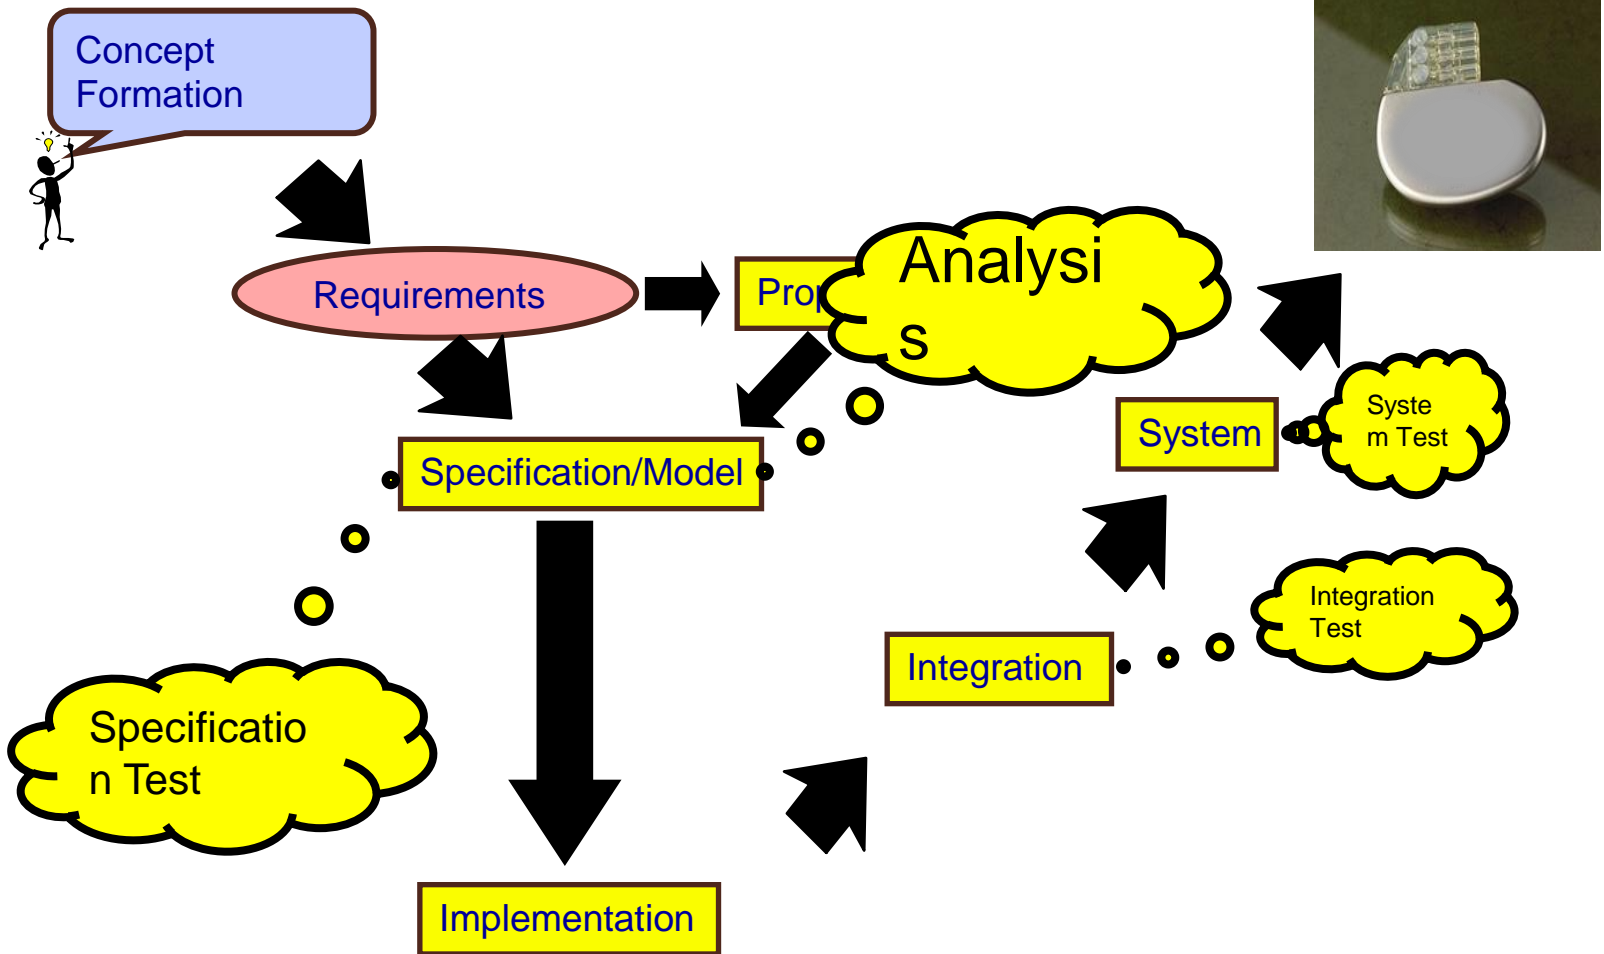 Concept
Formation
Requirements
Prop
Analysi
s
Specification/Model
System
Syste
m Test
Integration
Test
Integration
Specificatio
n Test
Implementation